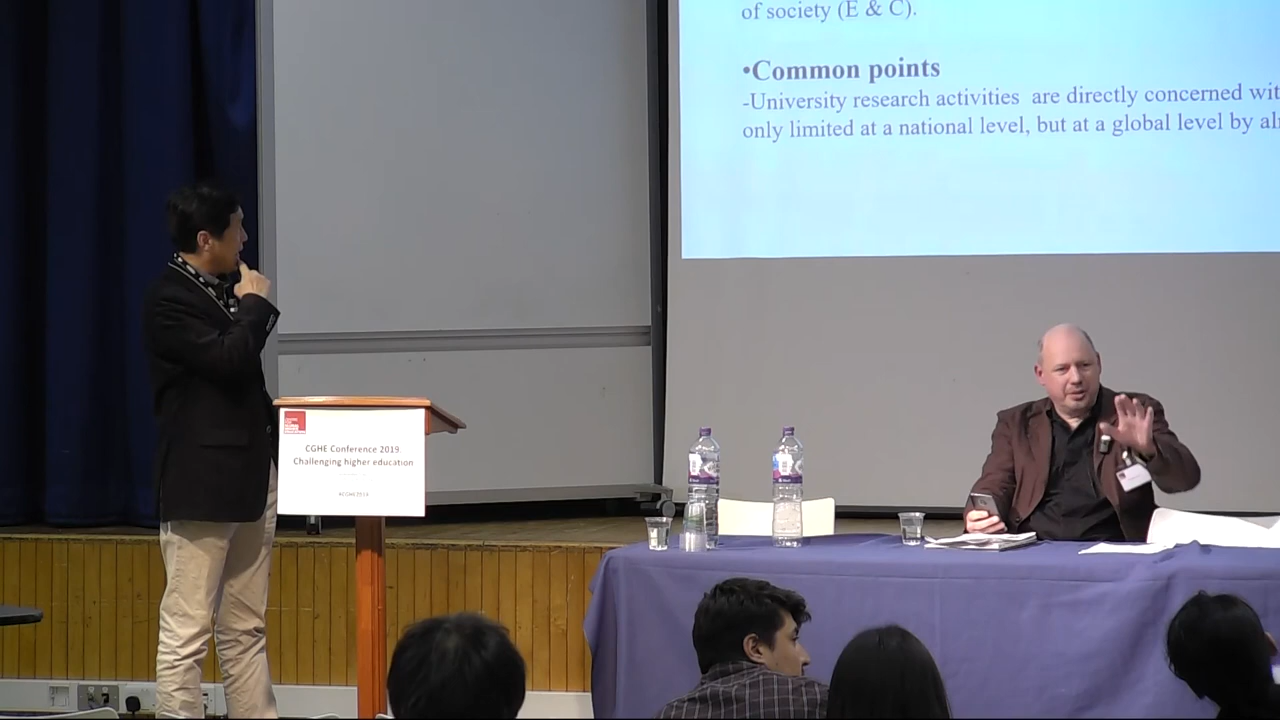 of society (E & C).
•Common points
-University research activities  are directly concerned wit
only limited at a national level, but at a global level by al
CGHE Conference 2019.
Challenging higher education
#CGHE2019